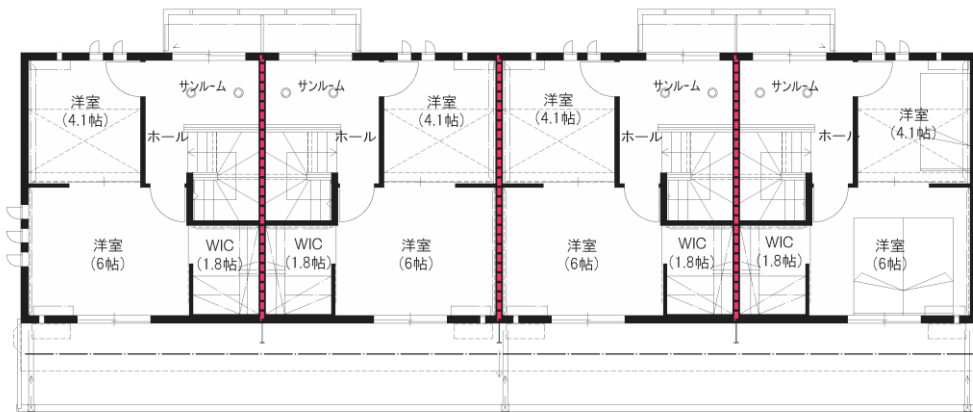 サンルーム
サンルーム
サンルーム
サンルーム
洋室
(4.1帖)
ホール
ホール
洋室
(4.1帖)
洋室
(4.1帖)
ホール
ホール
洋室
(4.1帖)
洋室
(6帖)
WIC
(1.8帖)
WIC
(1.8帖)
洋室
(6帖)
洋室
(6帖)
WIC
(1.8帖)
WIC
(1.8帖)
洋室
(6帖)